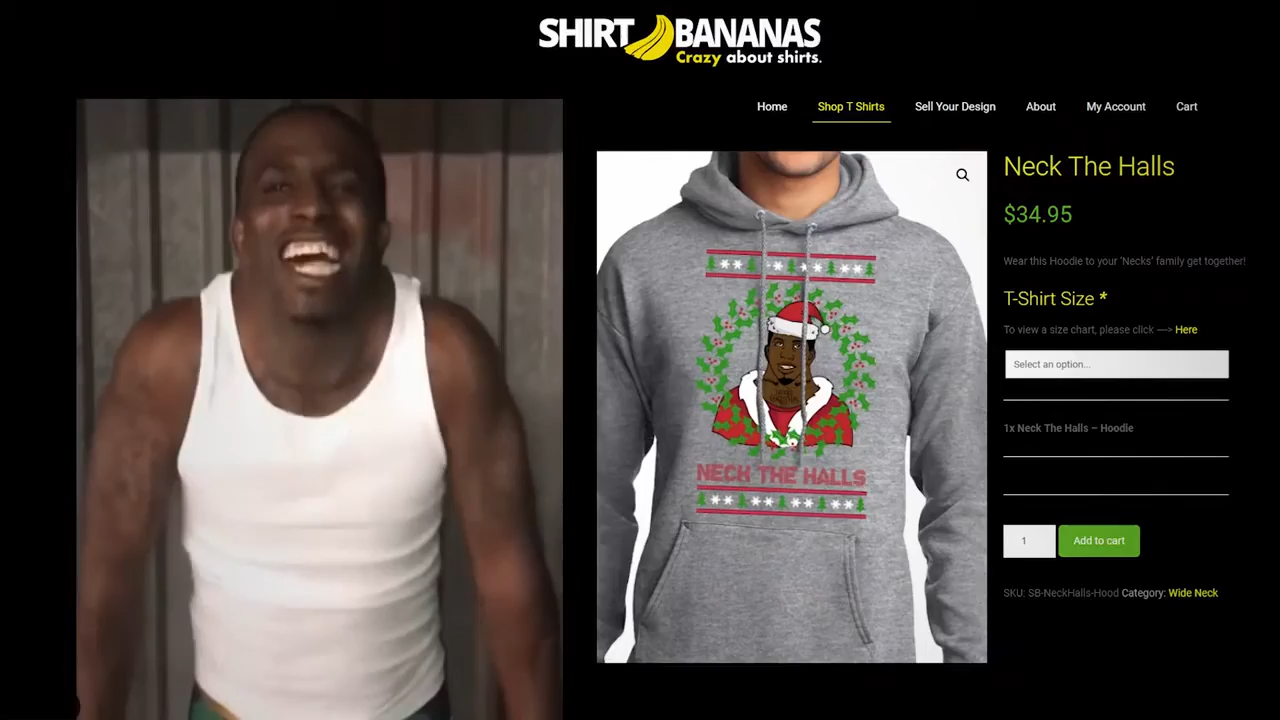 SHIRT BANANAS
Crazy about shirts.
Home Shop T Shirts Sell Your Design About My Account Cart
Neck The Halls
$34.95
Wear this Hoodie to your 'Necks' family get together!
T-Shirt Size *
To view a size chart, please click —-> Here
Select an option...
1x Neck The Halls – Hoodie
NECK THE HALLS
1 Add to cart
SKU: SB-NeckHalls-Hood Category: Wide Neck